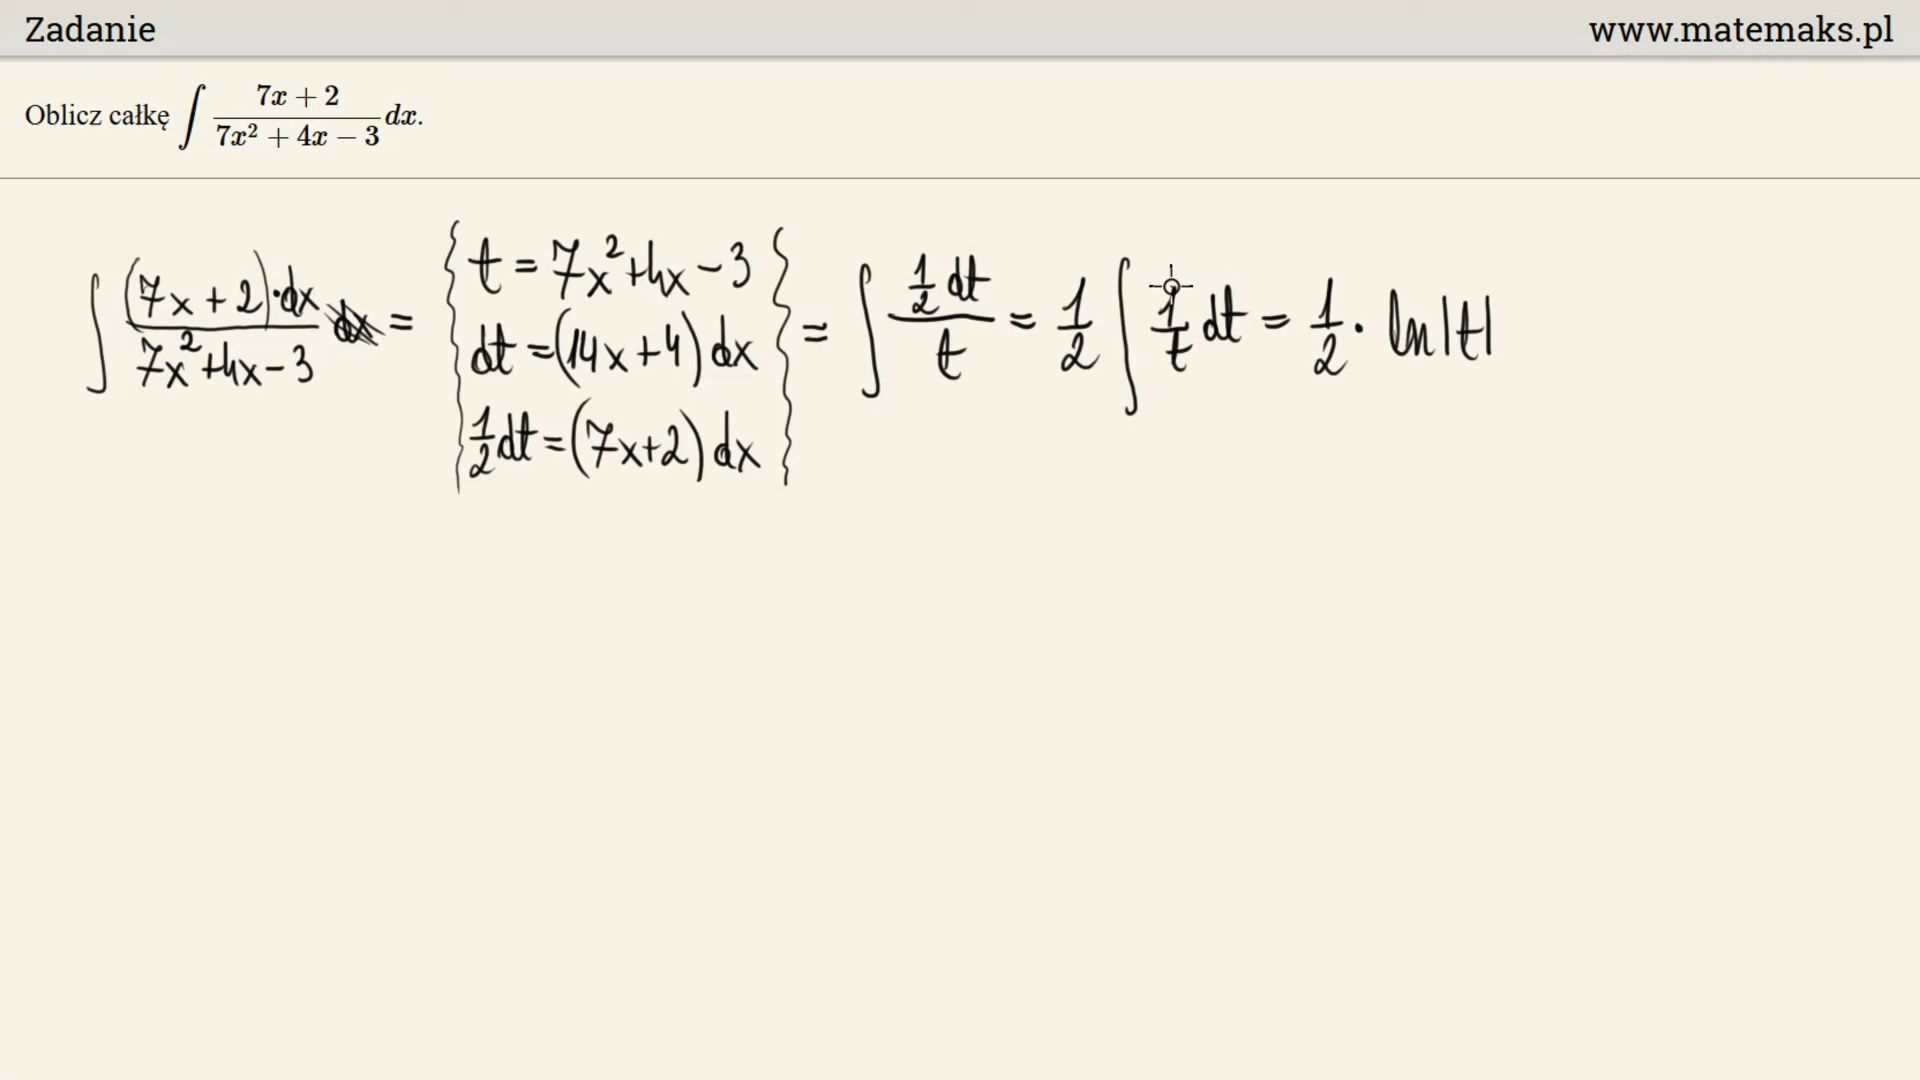 Zadanie www.matemaks.pl
Oblicz całkę ∫ (7x + 2)/(7x² + 4x − 3) dx.
∫ ((7x+2)·dx)/(7x²+4x-3) = { t = 7x²+4x-3 dt = (14x+4) dx ½dt = (7x+2) dx } = ∫ (½ dt)/t = ½ ∫ 1/t dt = ½ · ln|t|